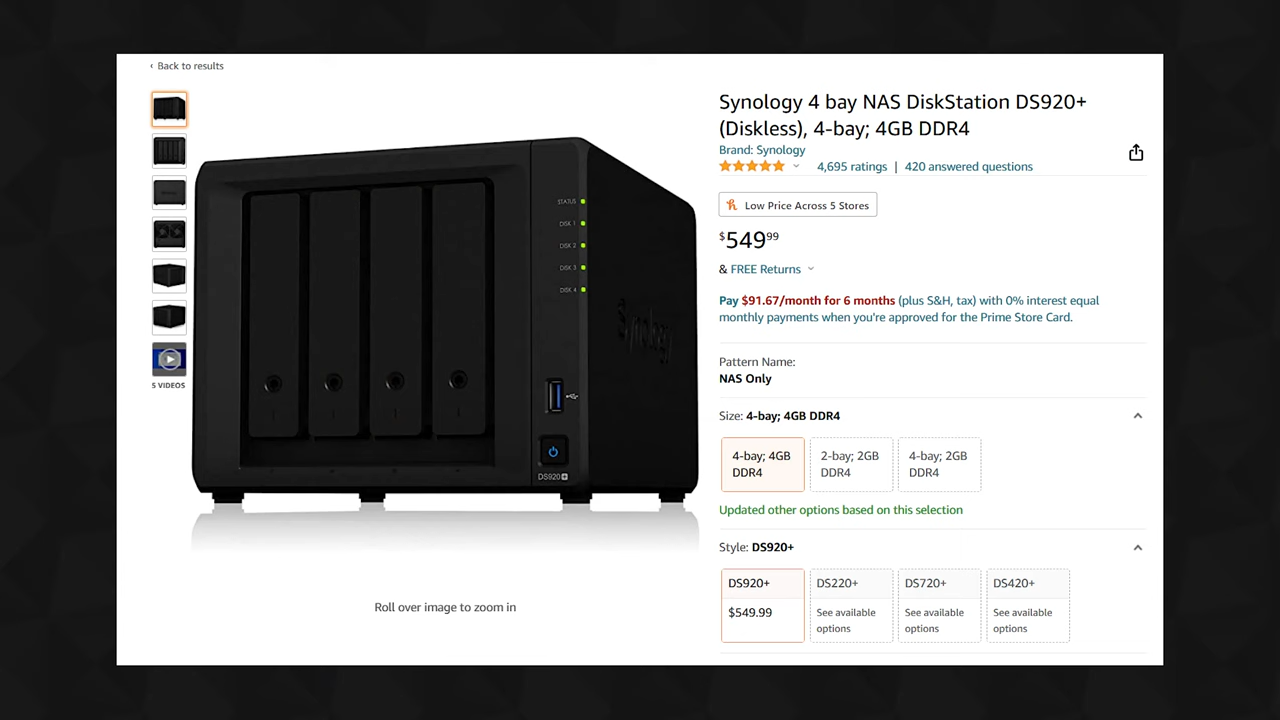 ‹ Back to results
5 VIDEOS
STATUS
DISK 1
DISK 2
DISK 3
DISK 4
Synology
DS920+
Roll over image to zoom in
Synology 4 bay NAS DiskStation DS920+
(Diskless), 4-bay; 4GB DDR4
Brand: Synology
4,695 ratings | 420 answered questions
Low Price Across 5 Stores
$549.99
& FREE Returns
Pay $91.67/month for 6 months (plus S&H, tax) with 0% interest equal
monthly payments when you're approved for the Prime Store Card.
Pattern Name:
NAS Only
Size: 4-bay; 4GB DDR4
4-bay; 4GB
DDR4
2-bay; 2GB
DDR4
4-bay; 2GB
DDR4
Updated other options based on this selection
Style: DS920+
DS920+
$549.99
DS220+
See available
options
DS720+
See available
options
DS420+
See available
options